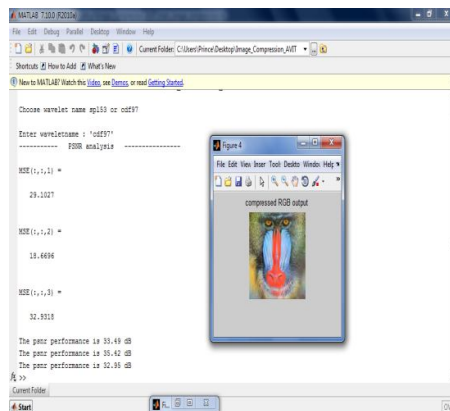 MATLAB 7.10.0 (R2010a)
File Edit Debug Parallel Desktop Window Help
Current Folder: C:\Users\Prince\Desktop\Image_Compression_AVIT
Shortcuts How to Add What's New
New to MATLAB? Watch this Video, see Demos, or read Getting Started.
Choose wavelet name spl53 or cdf97
Enter waveletname : 'cdf97'
----------- PSNR analysis ---------------
MSE(:,:,1) =
29.1027
MSE(:,:,2) =
18.6696
MSE(:,:,3) =
32.9318
The psnr performance is 33.49 dB
The psnr performance is 35.42 dB
The psnr performance is 32.95 dB
fx >>
Figure 4
File Edit View Inser Tool: Deskto Window Help
compressed RGB output
Current Folder
Start
Fi...